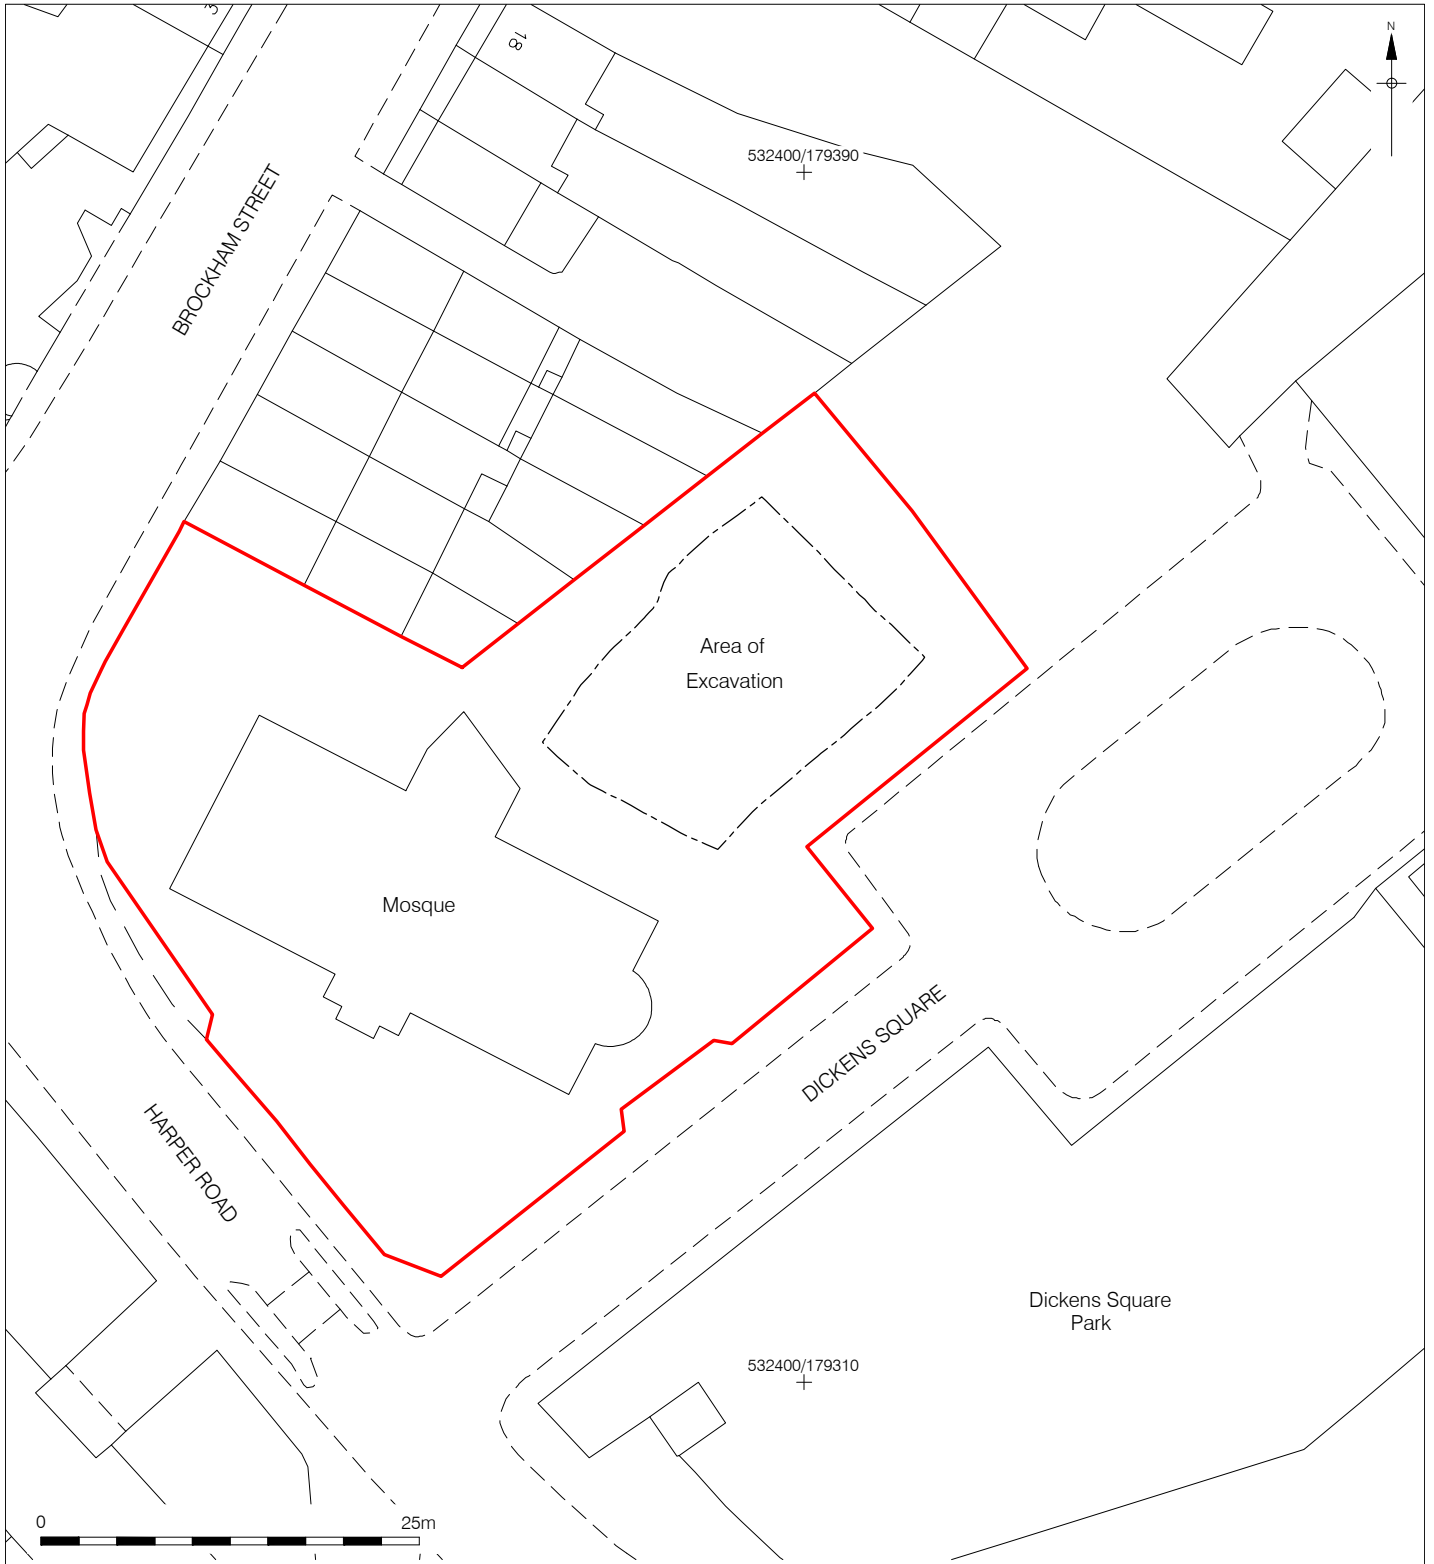 N
18
532400/179390
BROCKHAM STREET
Area of
Excavation
Mosque
DICKENS SQUARE
HARPER ROAD
Dickens Square
Park
532400/179310
0 25m